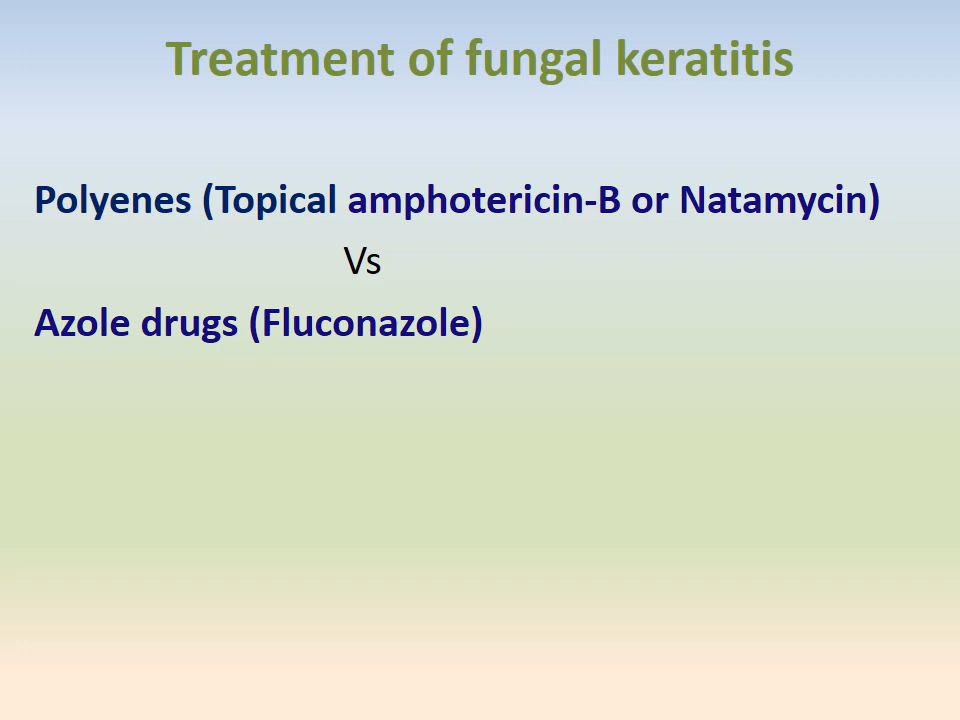 Treatment of fungal keratitis
Polyenes (Topical amphotericin-B or Natamycin)
Vs
Azole drugs (Fluconazole)